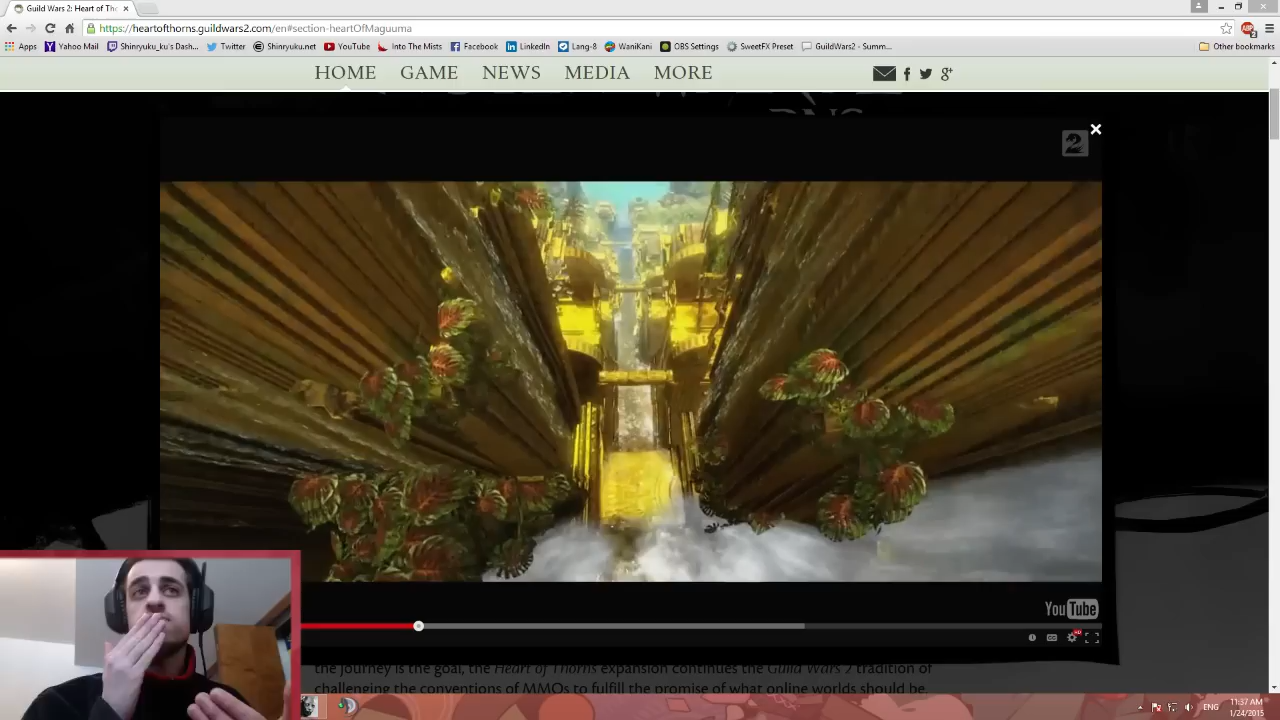 Guild Wars 2: Heart of Tho
https://heartofthorns.guildwars2.com/en#section-heartOfMaguuma
Apps Yahoo Mail Shinryuku_ku's Dash... Twitter Shinryuku.net YouTube Into The Mists Facebook LinkedIn Lang-8 WaniKani OBS Settings SweetFX Preset GuildWars2 - Summ... Other bookmarks
HOME GAME NEWS MEDIA MORE
2
YouTube
the journey is the goal, the Heart of Thorns expansion continues the Guild Wars 2 tradition of
challenging the conventions of MMOs to fulfill the promise of what online worlds should be.
ENG
11:37 AM
1/24/2015